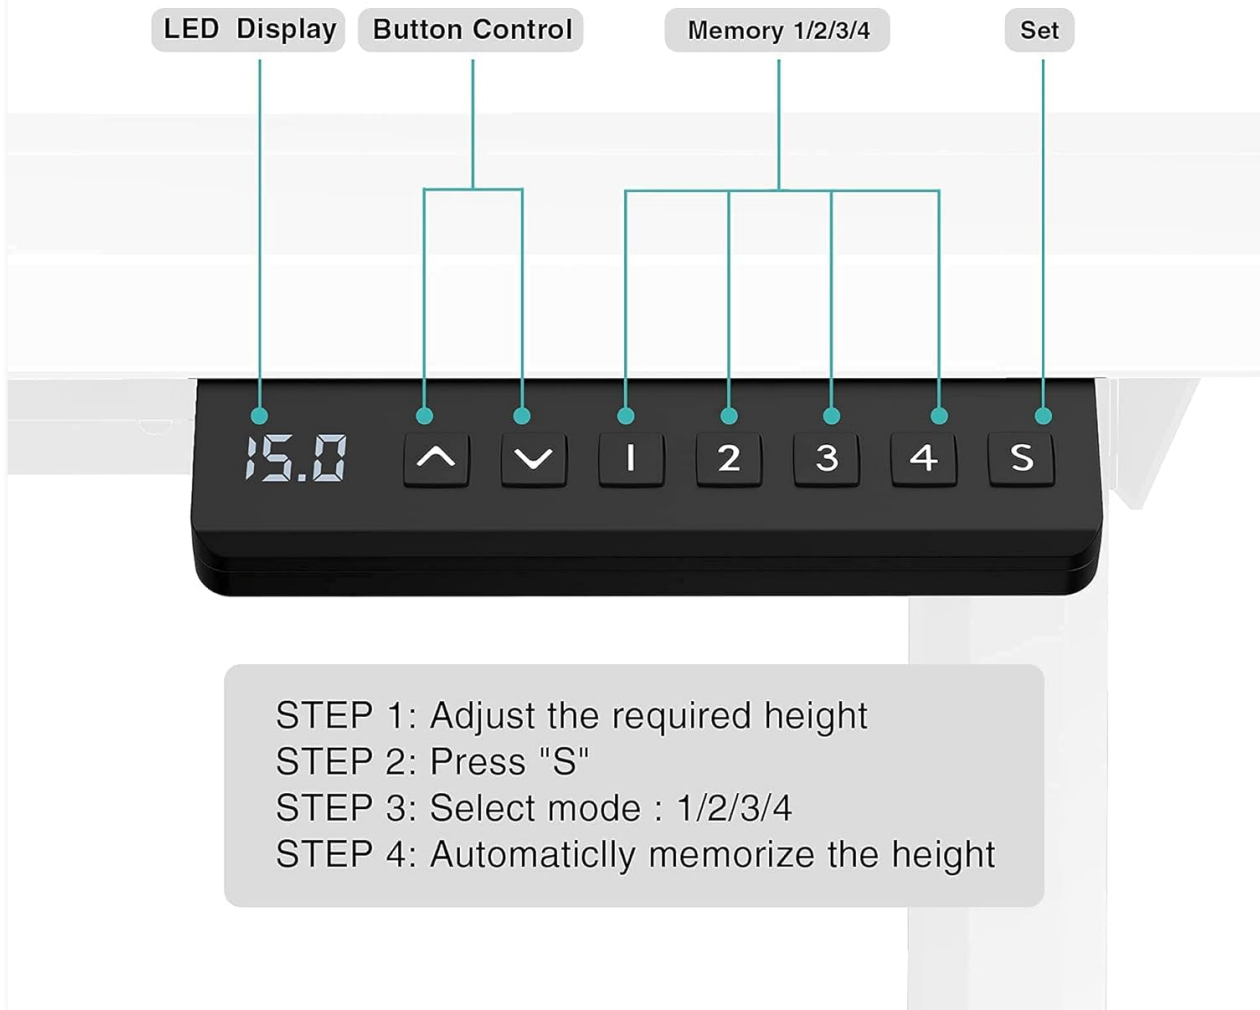 LED Display
Button Control
Memory 1/2/3/4
Set
15.0
1
2
3
4
S
STEP 1: Adjust the required height
STEP 2: Press "S"
STEP 3: Select mode : 1/2/3/4
STEP 4: Automaticlly memorize the height